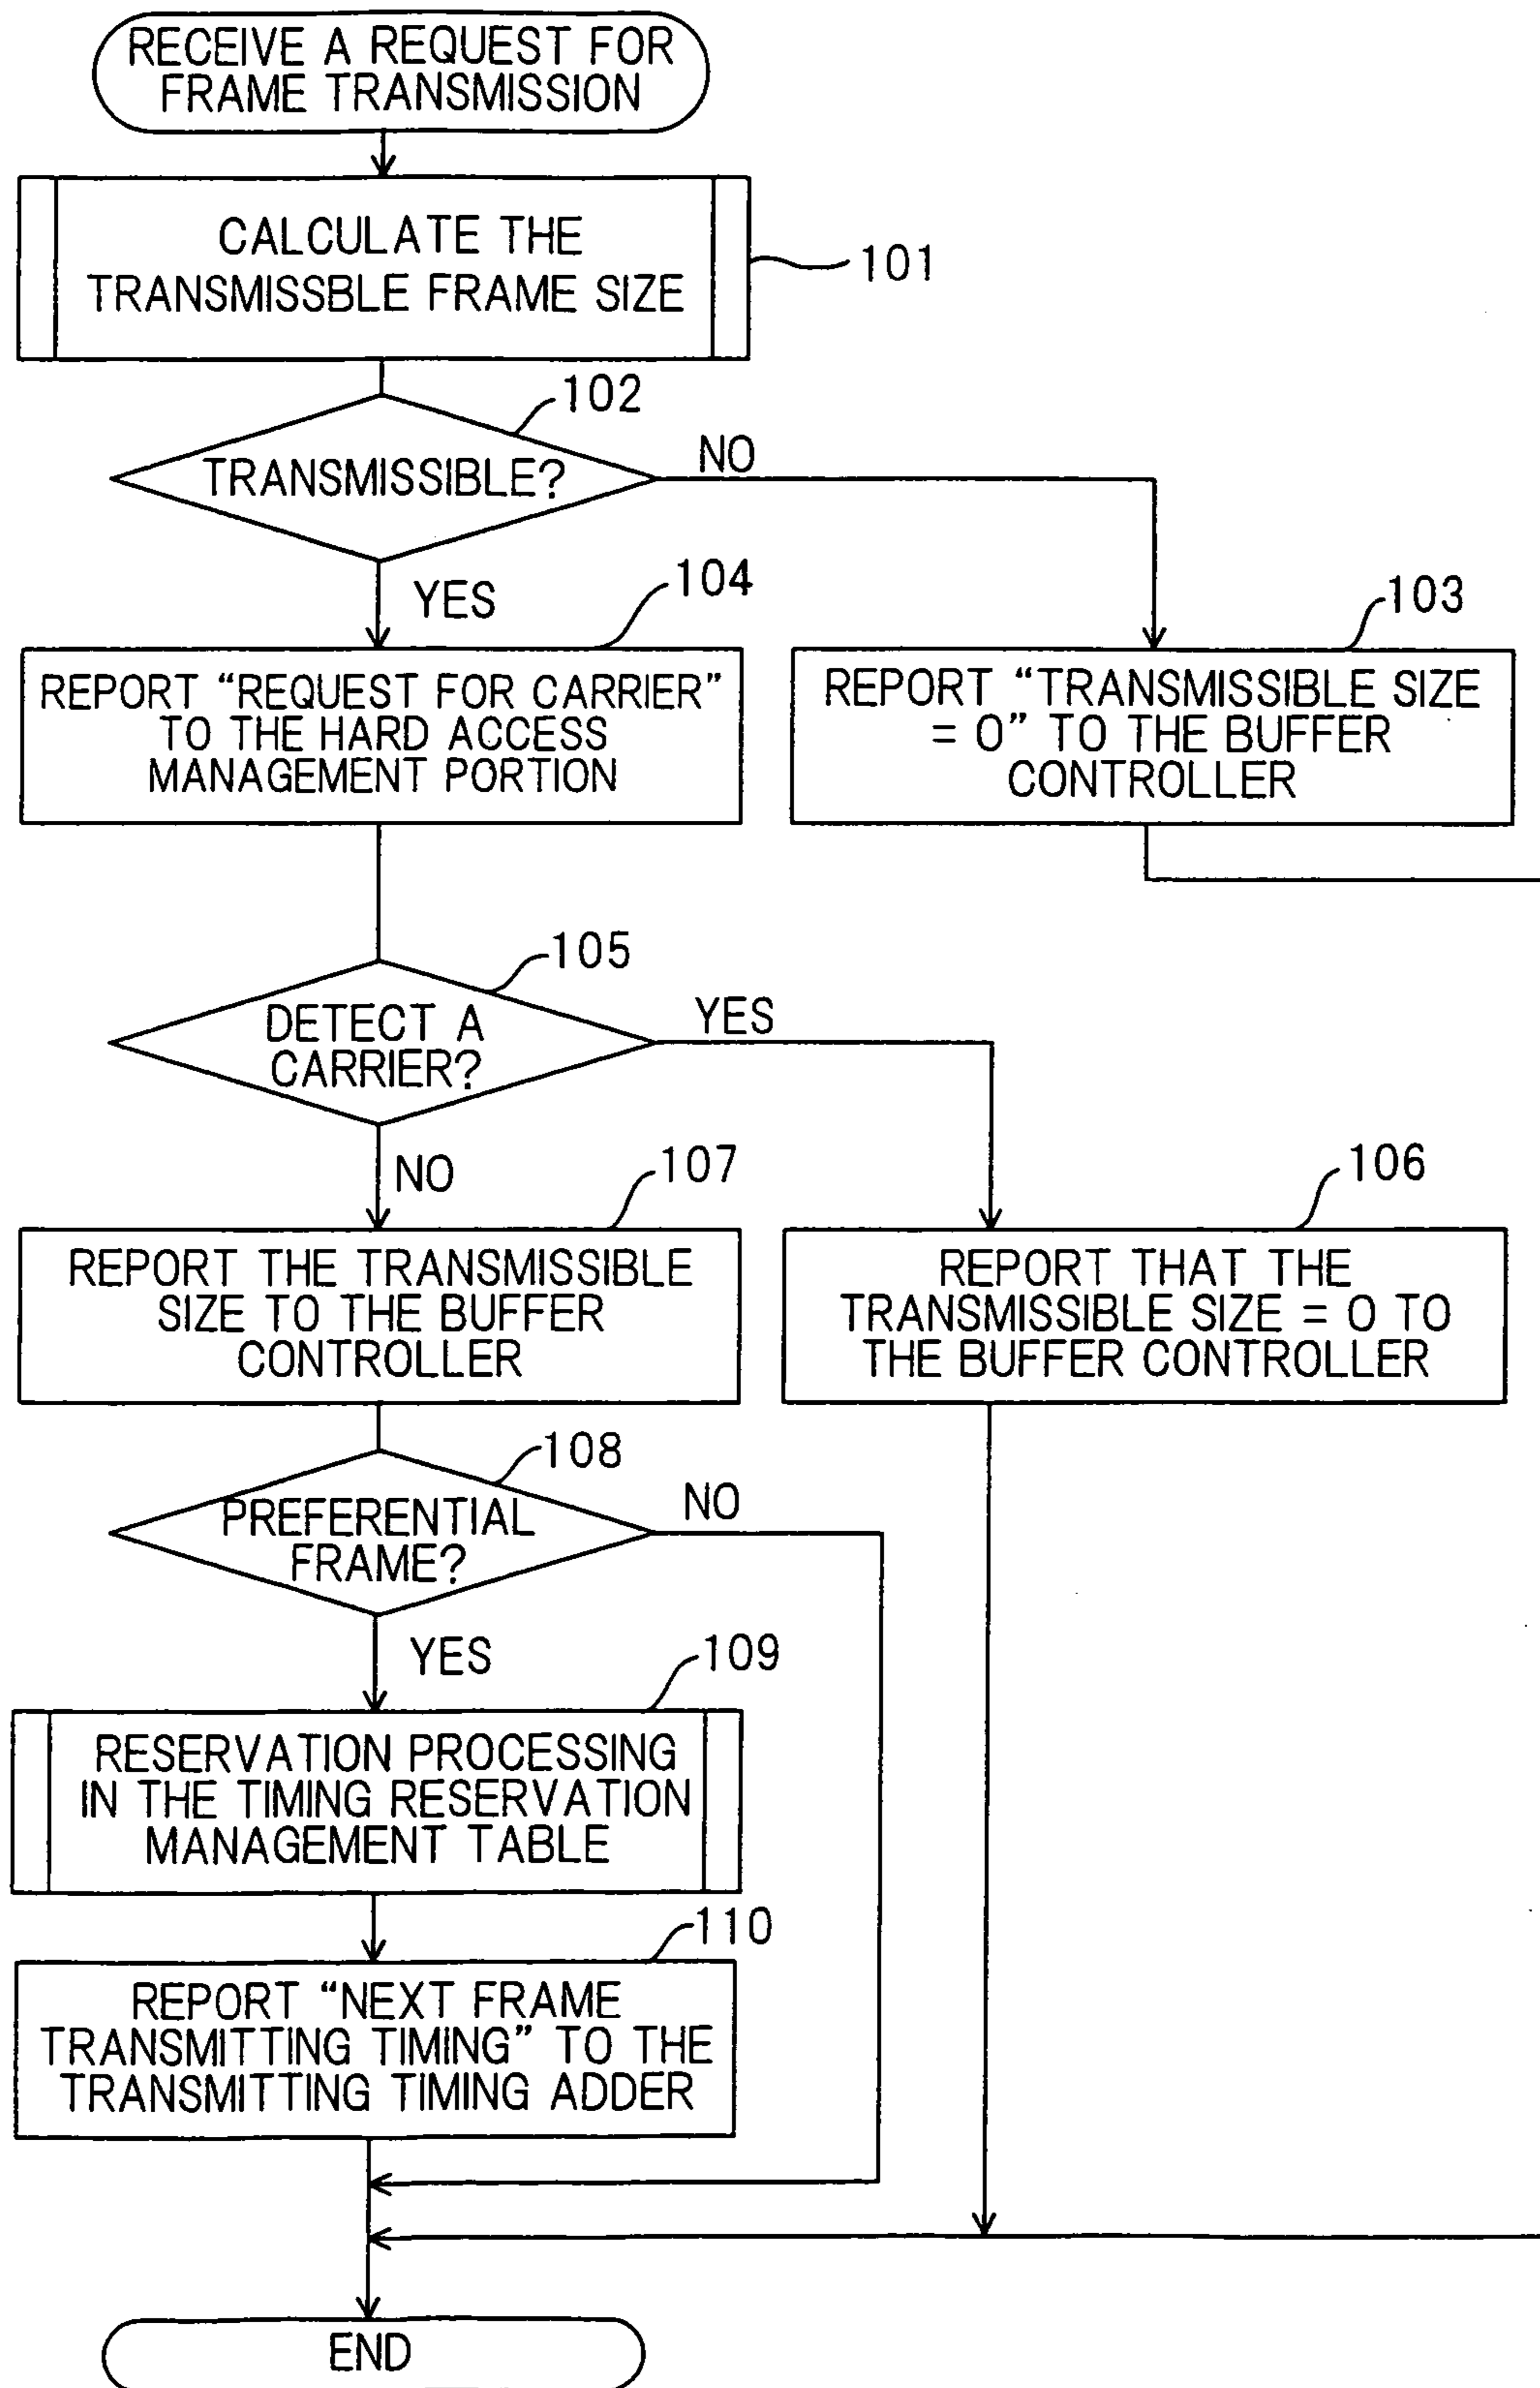 RECEIVE A REQUEST FOR
FRAME TRANSMISSION
CALCULATE THE
TRANSMISSBLE FRAME SIZE
101
102
TRANSMISSIBLE?
NO
YES
104
103
REPORT “REQUEST FOR CARRIER”
TO THE HARD ACCESS
MANAGEMENT PORTION
REPORT “TRANSMISSIBLE SIZE
= 0” TO THE BUFFER
CONTROLLER
105
DETECT A
CARRIER?
YES
NO
107
106
REPORT THE TRANSMISSIBLE
SIZE TO THE BUFFER
CONTROLLER
REPORT THAT THE
TRANSMISSIBLE SIZE = 0 TO
THE BUFFER CONTROLLER
108
PREFERENTIAL
FRAME?
NO
YES
109
RESERVATION PROCESSING
IN THE TIMING RESERVATION
MANAGEMENT TABLE
110
REPORT “NEXT FRAME
TRANSMITTING TIMING” TO THE
TRANSMITTING TIMING ADDER
END